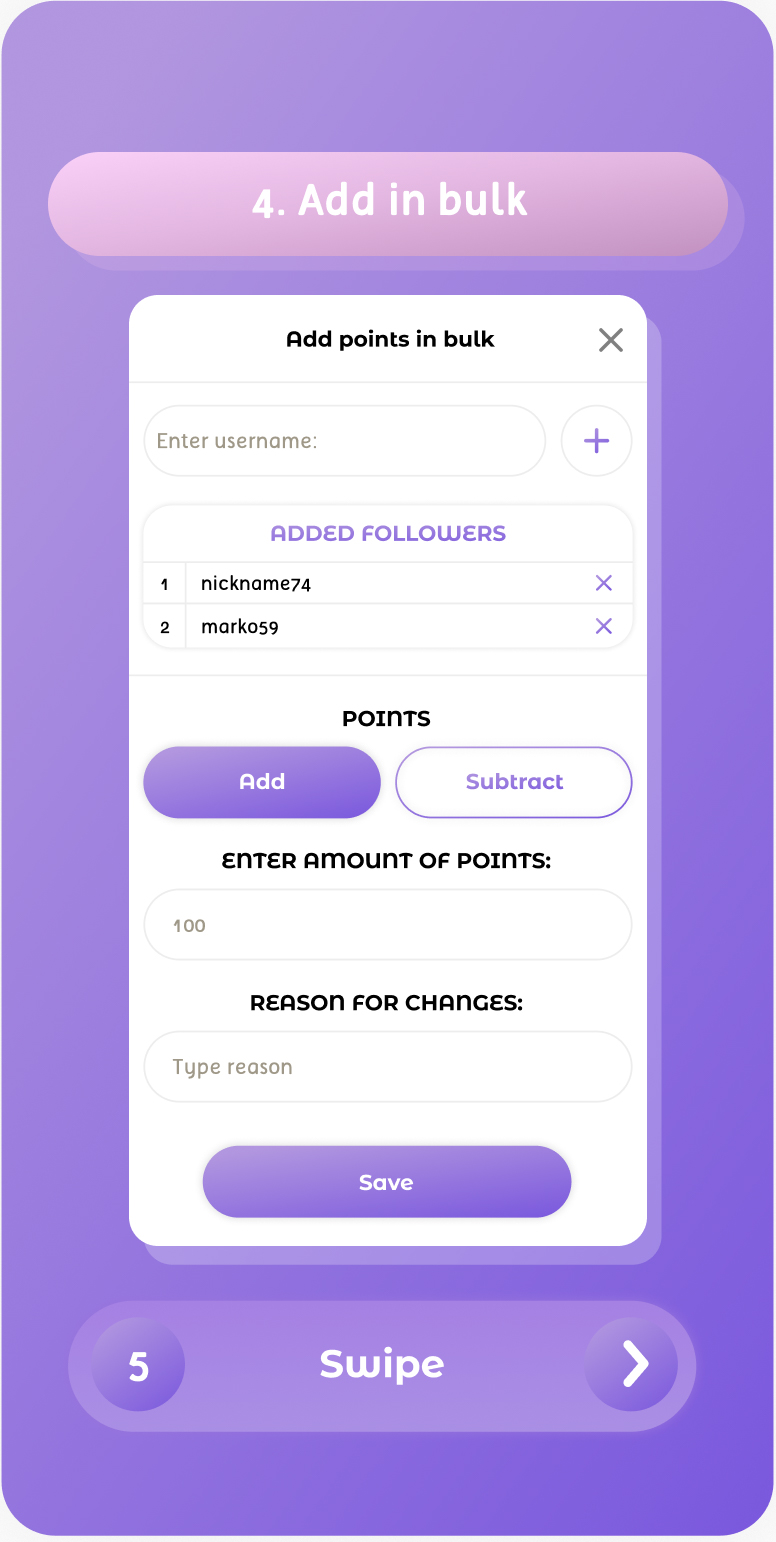 4. Add in bulk
Add points in bulk
Enter username:
ADDED FOLLOWERS
1 nickname74
2 marko59
POINTS
Add Subtract
ENTER AMOUNT OF POINTS:
100
REASON FOR CHANGES:
Type reason
Save
5 Swipe